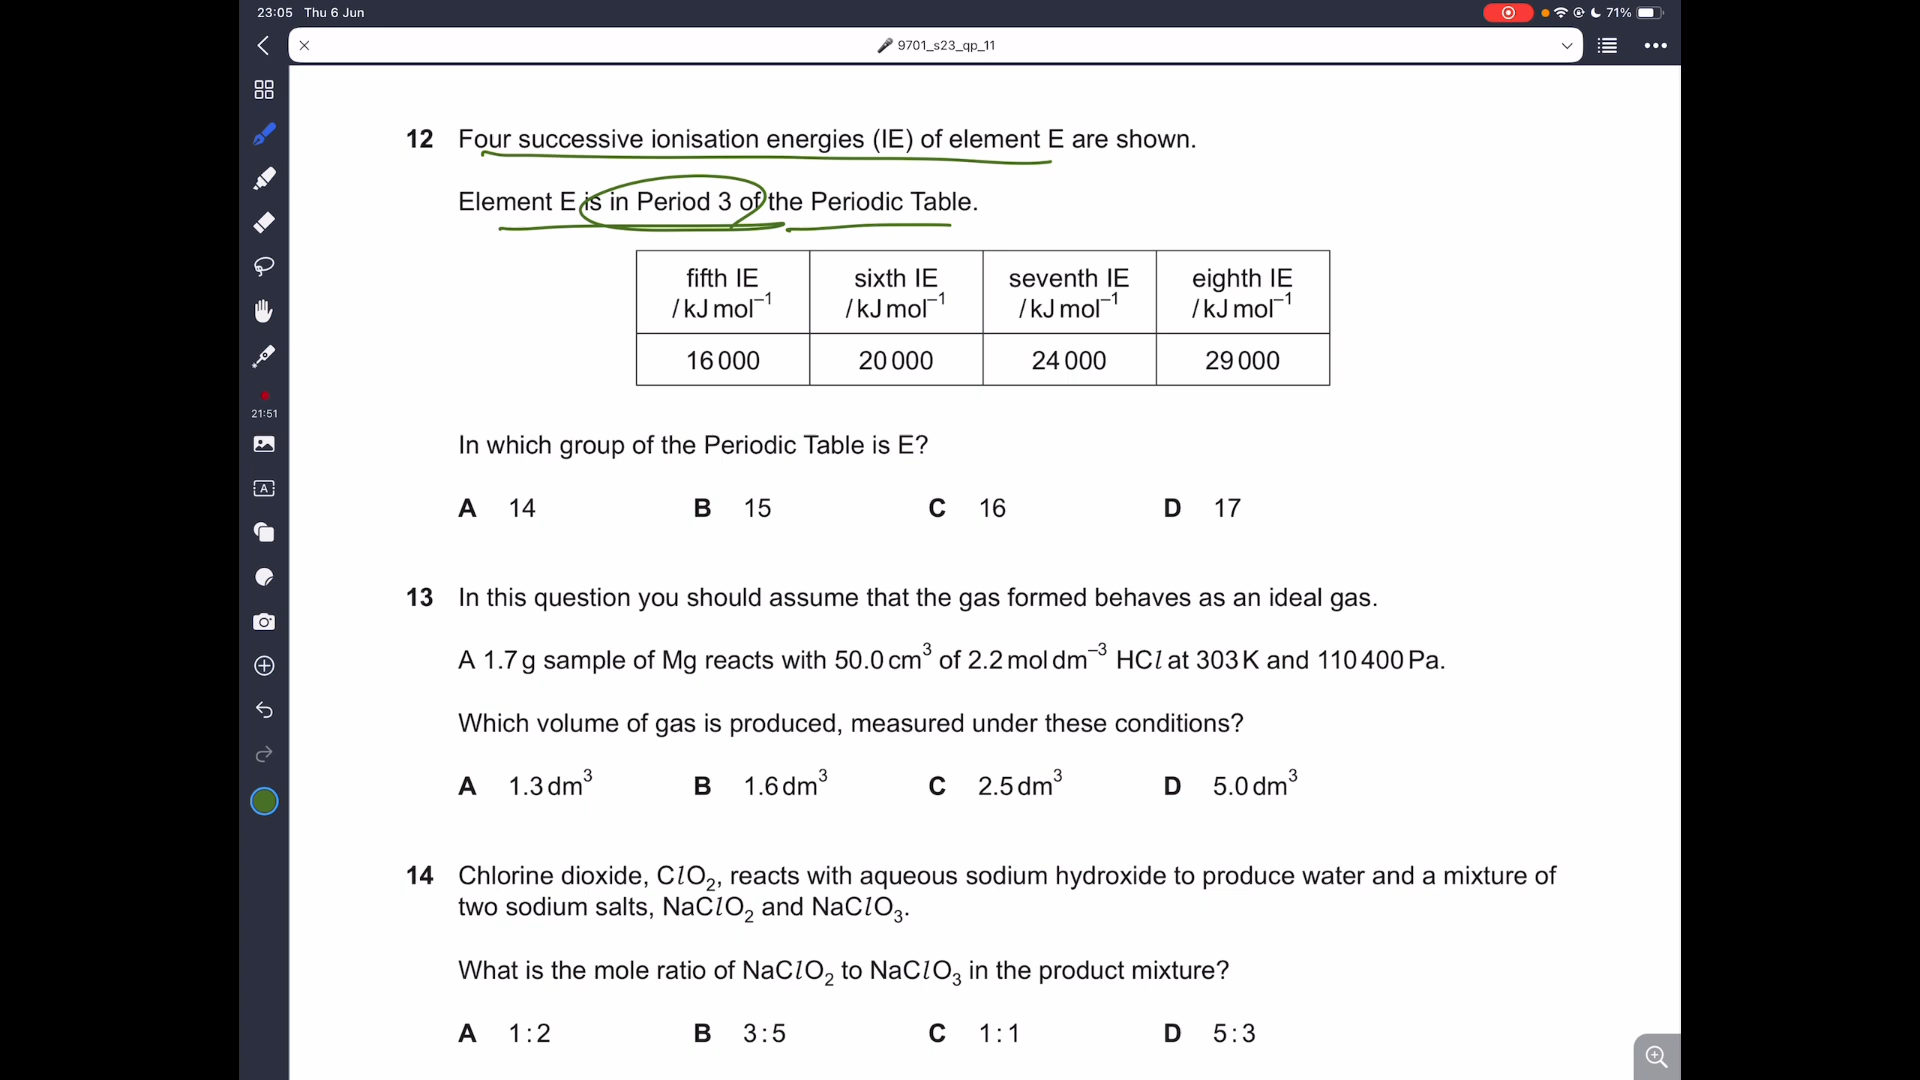 23:05 Thu 6 Jun
71%
9701_s23_qp_11
21:51
A
12 Four successive ionisation energies (IE) of element E are shown.
Element E is in Period 3 of the Periodic Table.
fifth IE /kJ mol⁻¹ sixth IE /kJ mol⁻¹ seventh IE /kJ mol⁻¹ eighth IE /kJ mol⁻¹
16 000 20 000 24 000 29 000
In which group of the Periodic Table is E?
A 14 B 15 C 16 D 17
13 In this question you should assume that the gas formed behaves as an ideal gas.
A 1.7 g sample of Mg reacts with 50.0 cm³ of 2.2 mol dm⁻³ HCl at 303 K and 110 400 Pa.
Which volume of gas is produced, measured under these conditions?
A 1.3 dm³ B 1.6 dm³ C 2.5 dm³ D 5.0 dm³
14 Chlorine dioxide, ClO₂, reacts with aqueous sodium hydroxide to produce water and a mixture of
two sodium salts, NaClO₂ and NaClO₃.
What is the mole ratio of NaClO₂ to NaClO₃ in the product mixture?
A 1 : 2 B 3 : 5 C 1 : 1 D 5 : 3